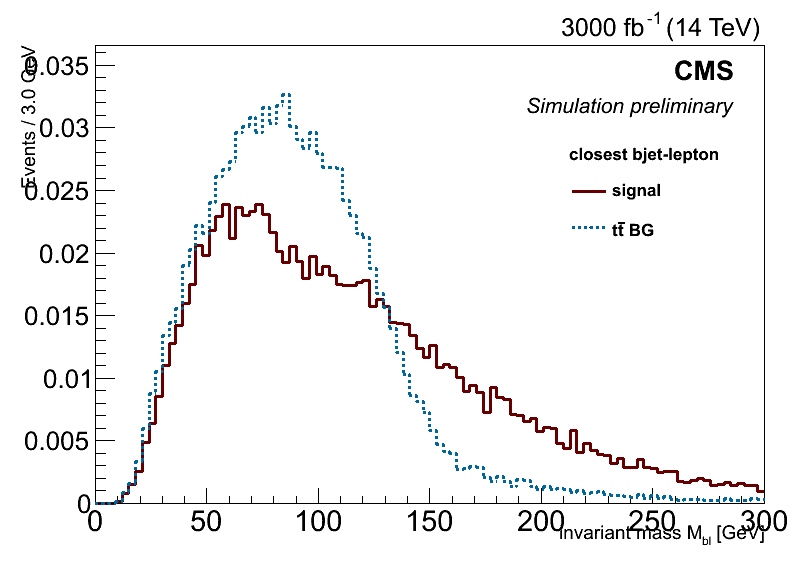 3000 fb⁻¹ (14 TeV)
Events / 3.0 GeV
CMS
Simulation preliminary
closest bjet-lepton
signal
tt̄ BG
0.035
0.03
0.025
0.02
0.015
0.01
0.005
0
0 50 100 150 200 250 300
invariant mass M_bl [GeV]